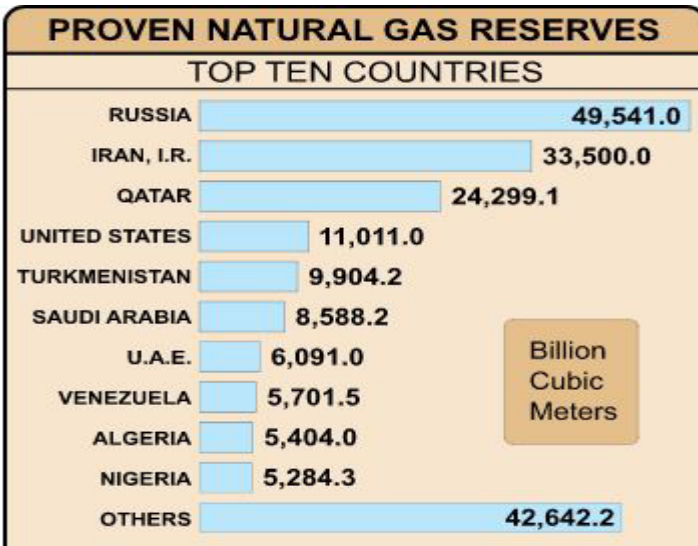 PROVEN NATURAL GAS RESERVES
TOP TEN COUNTRIES
RUSSIA 49,541.0
IRAN, I.R. 33,500.0
QATAR 24,299.1
UNITED STATES 11,011.0
TURKMENISTAN 9,904.2
SAUDI ARABIA 8,588.2
U.A.E. 6,091.0
VENEZUELA 5,701.5
ALGERIA 5,404.0
NIGERIA 5,284.3
OTHERS 42,642.2
Billion
Cubic
Meters